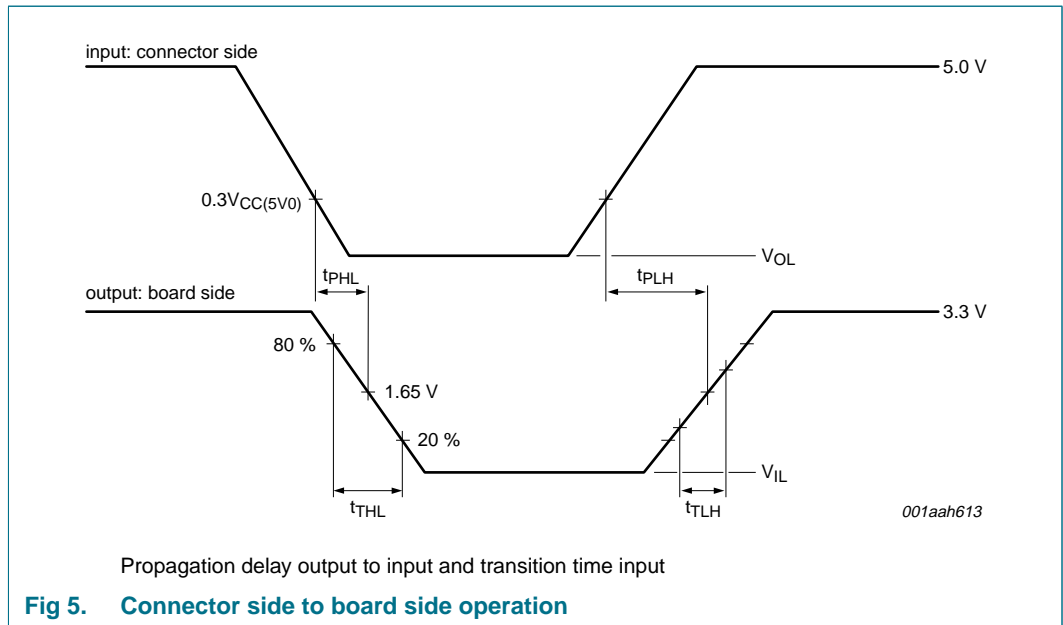 input: connector side
5.0 V
0.3VCC(5V0)
VOL
tPHL
tPLH
output: board side
3.3 V
80 %
1.65 V
20 %
VIL
tTHL
tTLH
001aah613
Propagation delay output to input and transition time input
Fig 5. Connector side to board side operation